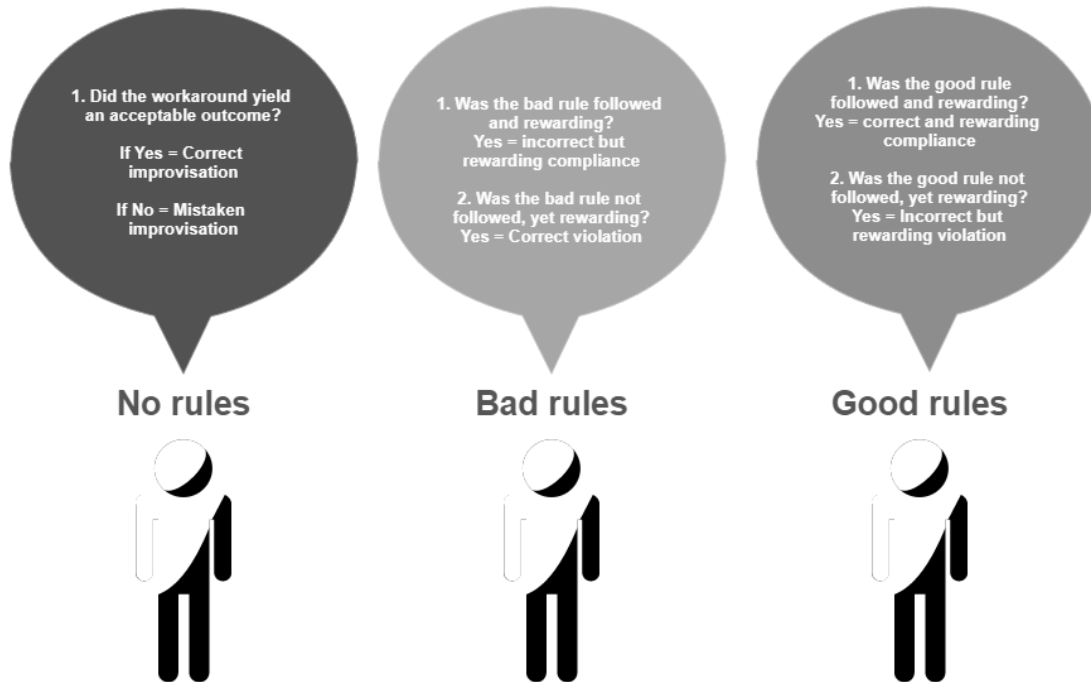 1. Did the workaround yield
an acceptable outcome?
If Yes = Correct
improvisation
If No = Mistaken
improvisation
No rules
1. Was the bad rule followed
and rewarding?
Yes = incorrect but
rewarding compliance
2. Was the bad rule not
followed, yet rewarding?
Yes = Correct violation
Bad rules
1. Was the good rule
followed and rewarding?
Yes = correct and rewarding
compliance
2. Was the good rule not
followed, yet rewarding?
Yes = Incorrect but
rewarding violation
Good rules